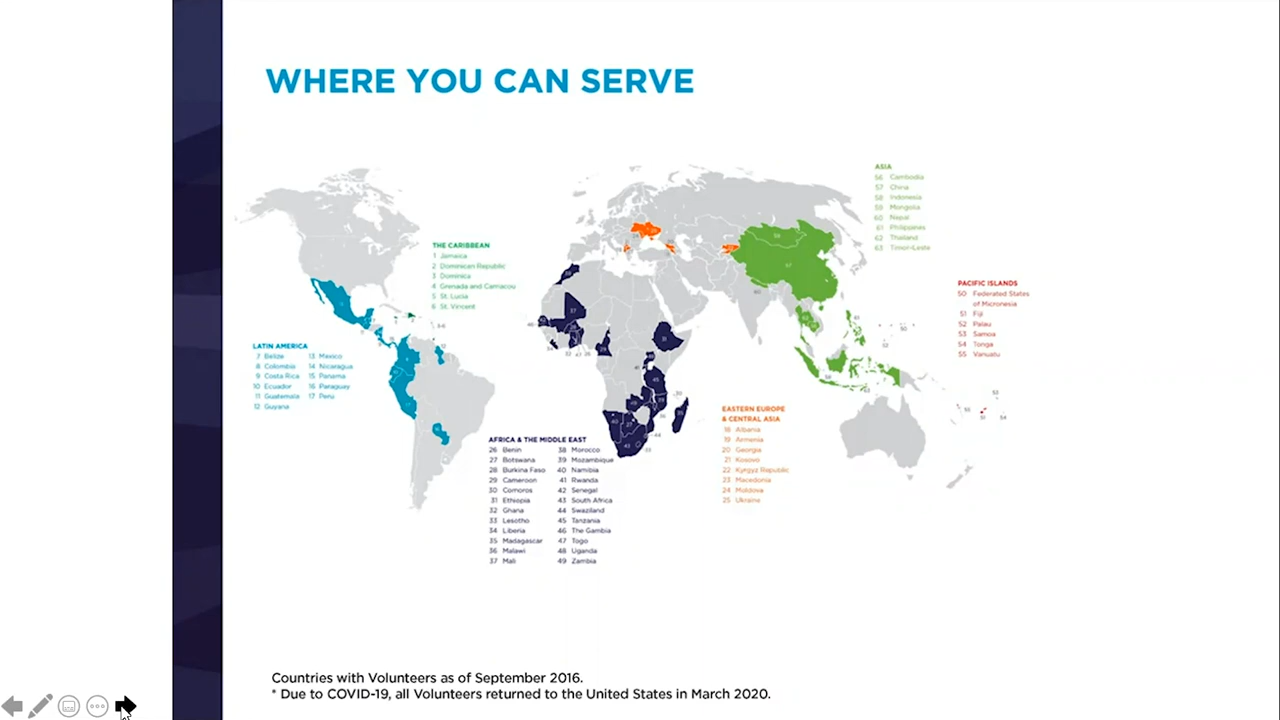 WHERE YOU CAN SERVE
THE CARIBBEAN
1 Jamaica
2 Dominican Republic
3 Dominica
4 Grenada and Carriacou
5 St. Lucia
6 St. Vincent
LATIN AMERICA
7 Belize
8 Colombia
9 Costa Rica
10 Ecuador
11 Guatemala
12 Guyana
13 Mexico
14 Nicaragua
15 Panama
16 Paraguay
17 Peru
AFRICA & THE MIDDLE EAST
26 Benin
27 Botswana
28 Burkina Faso
29 Cameroon
30 Comoros
31 Ethiopia
32 Ghana
33 Lesotho
34 Liberia
35 Madagascar
36 Malawi
37 Mali
38 Morocco
39 Mozambique
40 Namibia
41 Rwanda
42 Senegal
43 South Africa
44 Swaziland
45 Tanzania
46 The Gambia
47 Togo
48 Uganda
49 Zambia
EASTERN EUROPE
& CENTRAL ASIA
18 Albania
19 Armenia
20 Georgia
21 Kosovo
22 Kyrgyz Republic
23 Macedonia
24 Moldova
25 Ukraine
ASIA
56 Cambodia
57 China
58 Indonesia
59 Mongolia
60 Nepal
61 Philippines
62 Thailand
63 Timor-Leste
PACIFIC ISLANDS
50 Federated States
of Micronesia
51 Fiji
52 Palau
53 Samoa
54 Tonga
55 Vanuatu
Countries with Volunteers as of September 2016.
* Due to COVID-19, all Volunteers returned to the United States in March 2020.